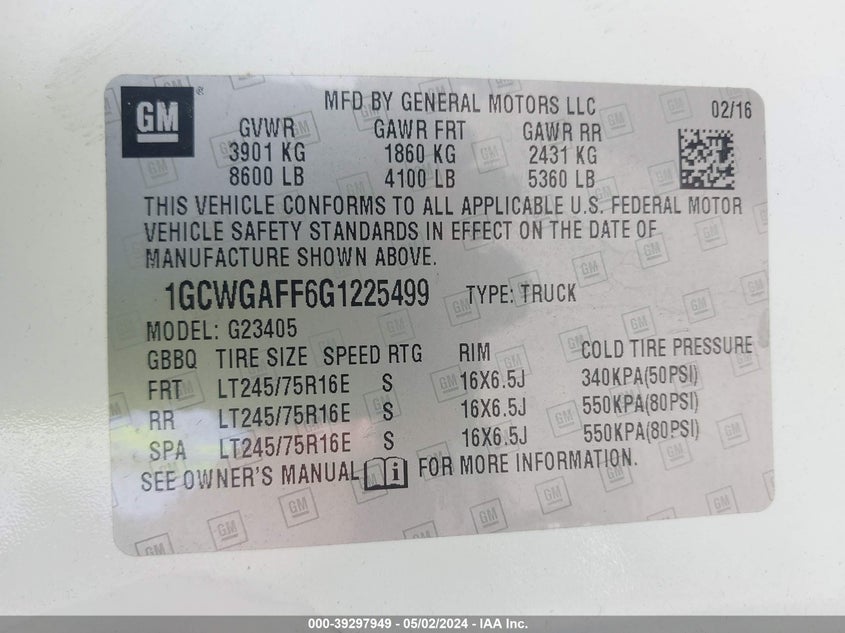 GM ®
MFD BY GENERAL MOTORS LLC 02/16
GVWR GAWR FRT GAWR RR
3901 KG 1860 KG 2431 KG
8600 LB 4100 LB 5360 LB
THIS VEHICLE CONFORMS TO ALL APPLICABLE U.S. FEDERAL MOTOR
VEHICLE SAFETY STANDARDS IN EFFECT ON THE DATE OF
MANUFACTURE SHOWN ABOVE.
1GCWGAFF6G1225499 TYPE: TRUCK
MODEL: G23405
GBBQ TIRE SIZE SPEED RTG RIM COLD TIRE PRESSURE
FRT LT245/75R16E S 16X6.5J 340KPA(50PSI)
RR LT245/75R16E S 16X6.5J 550KPA(80PSI)
SPA LT245/75R16E S 16X6.5J 550KPA(80PSI)
SEE OWNER'S MANUAL i FOR MORE INFORMATION.
000-39297949 - 05/02/2024 - IAA Inc.